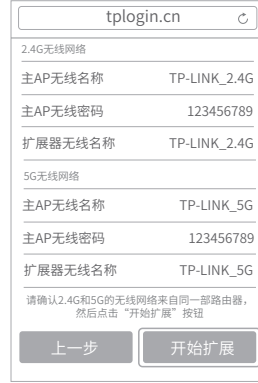 tplogin.cn
2.4G无线网络
主AP无线名称 TP-LINK_2.4G
主AP无线密码 123456789
扩展器无线名称 TP-LINK_2.4G
5G无线网络
主AP无线名称 TP-LINK_5G
主AP无线密码 123456789
扩展器无线名称 TP-LINK_5G
请确认2.4G和5G的无线网络来自同一部路由器，
然后点击“开始扩展”按钮
上一步 开始扩展